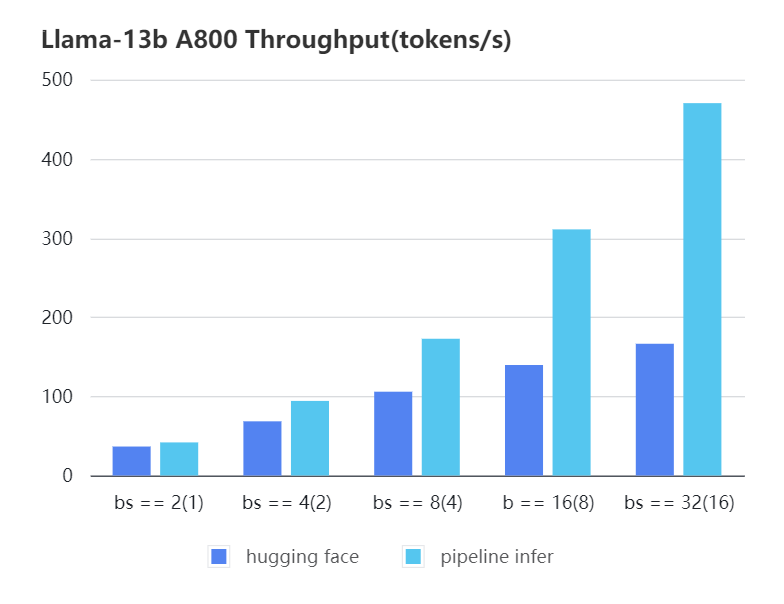 Llama-13b A800 Throughput(tokens/s)
500
400
300
200
100
0
bs == 2(1) bs == 4(2) bs == 8(4) b == 16(8) bs == 32(16)
hugging face pipeline infer